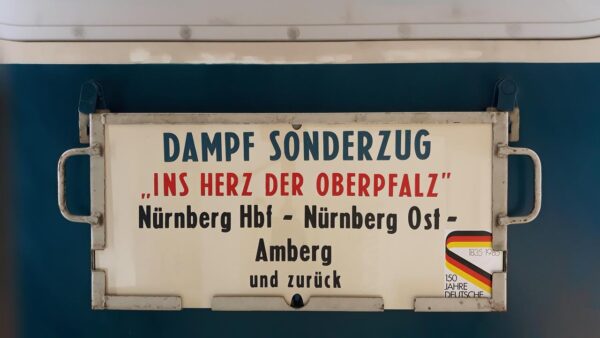 DAMPF SONDERZUG
„INS HERZ DER OBERPFALZ"
Nürnberg Hbf - Nürnberg Ost -
Amberg
und zurück
1835 1985
150
JAHRE
DEUTSCHE